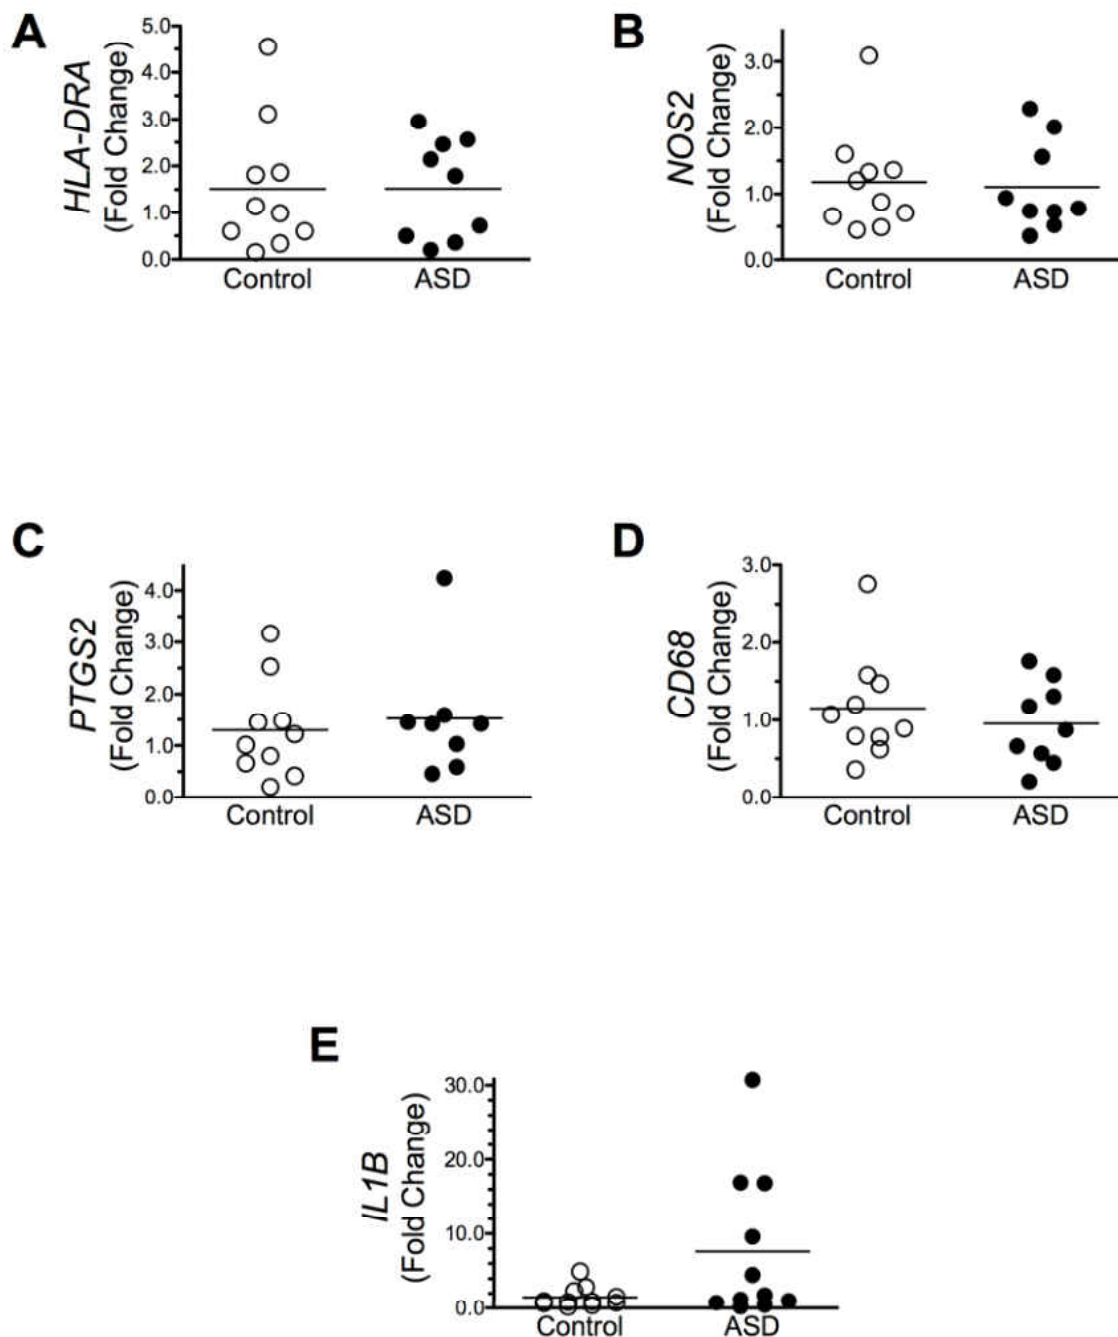 A
HLA-DRA
(Fold Change)
5.0
4.0
3.0
2.0
1.0
0.0
Control ASD
B
NOS2
(Fold Change)
3.0
2.0
1.0
0.0
Control ASD
C
PTGS2
(Fold Change)
4.0
3.0
2.0
1.0
0.0
Control ASD
D
CD68
(Fold Change)
3.0
2.0
1.0
0.0
Control ASD
E
IL1B
(Fold Change)
30.0
20.0
10.0
0.0
Control ASD